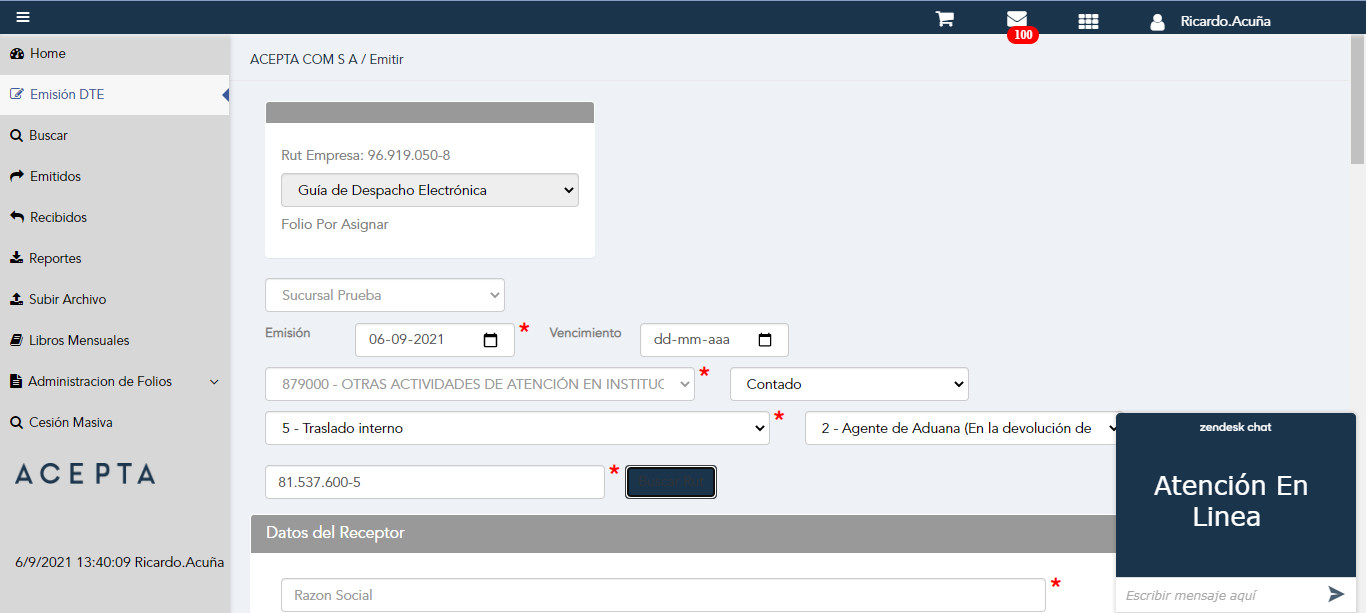 100
Ricardo.Acuña
Home
Emisión DTE
Buscar
Emitidos
Recibidos
Reportes
Subir Archivo
Libros Mensuales
Administracion de Folios
Cesión Masiva
ACEPTA
6/9/2021 13:40:09 Ricardo.Acuña
ACEPTA COM S A / Emitir
Rut Empresa: 96.919.050-8
Guía de Despacho Electrónica
Folio Por Asignar
Sucursal Prueba
Emisión 06-09-2021 * Vencimiento dd-mm-aaa
879000 - OTRAS ACTIVIDADES DE ATENCIÓN EN INSTITUC * Contado
5 - Traslado interno * 2 - Agente de Aduana (En la devolución de
81.537.600-5 *
Datos del Receptor
Razon Social *
zendesk chat
Atención En
Linea
Escribir mensaje aquí